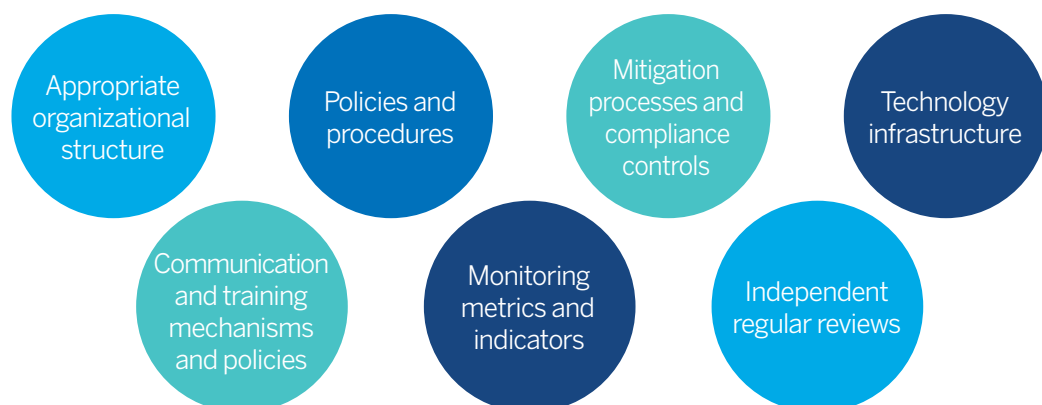 Appropriate
organizational
structure
Policies and
procedures
Mitigation
processes and
compliance
controls
Technology
infrastructure
Communication
and training
mechanisms
and policies
Monitoring
metrics and
indicators
Independent
regular reviews